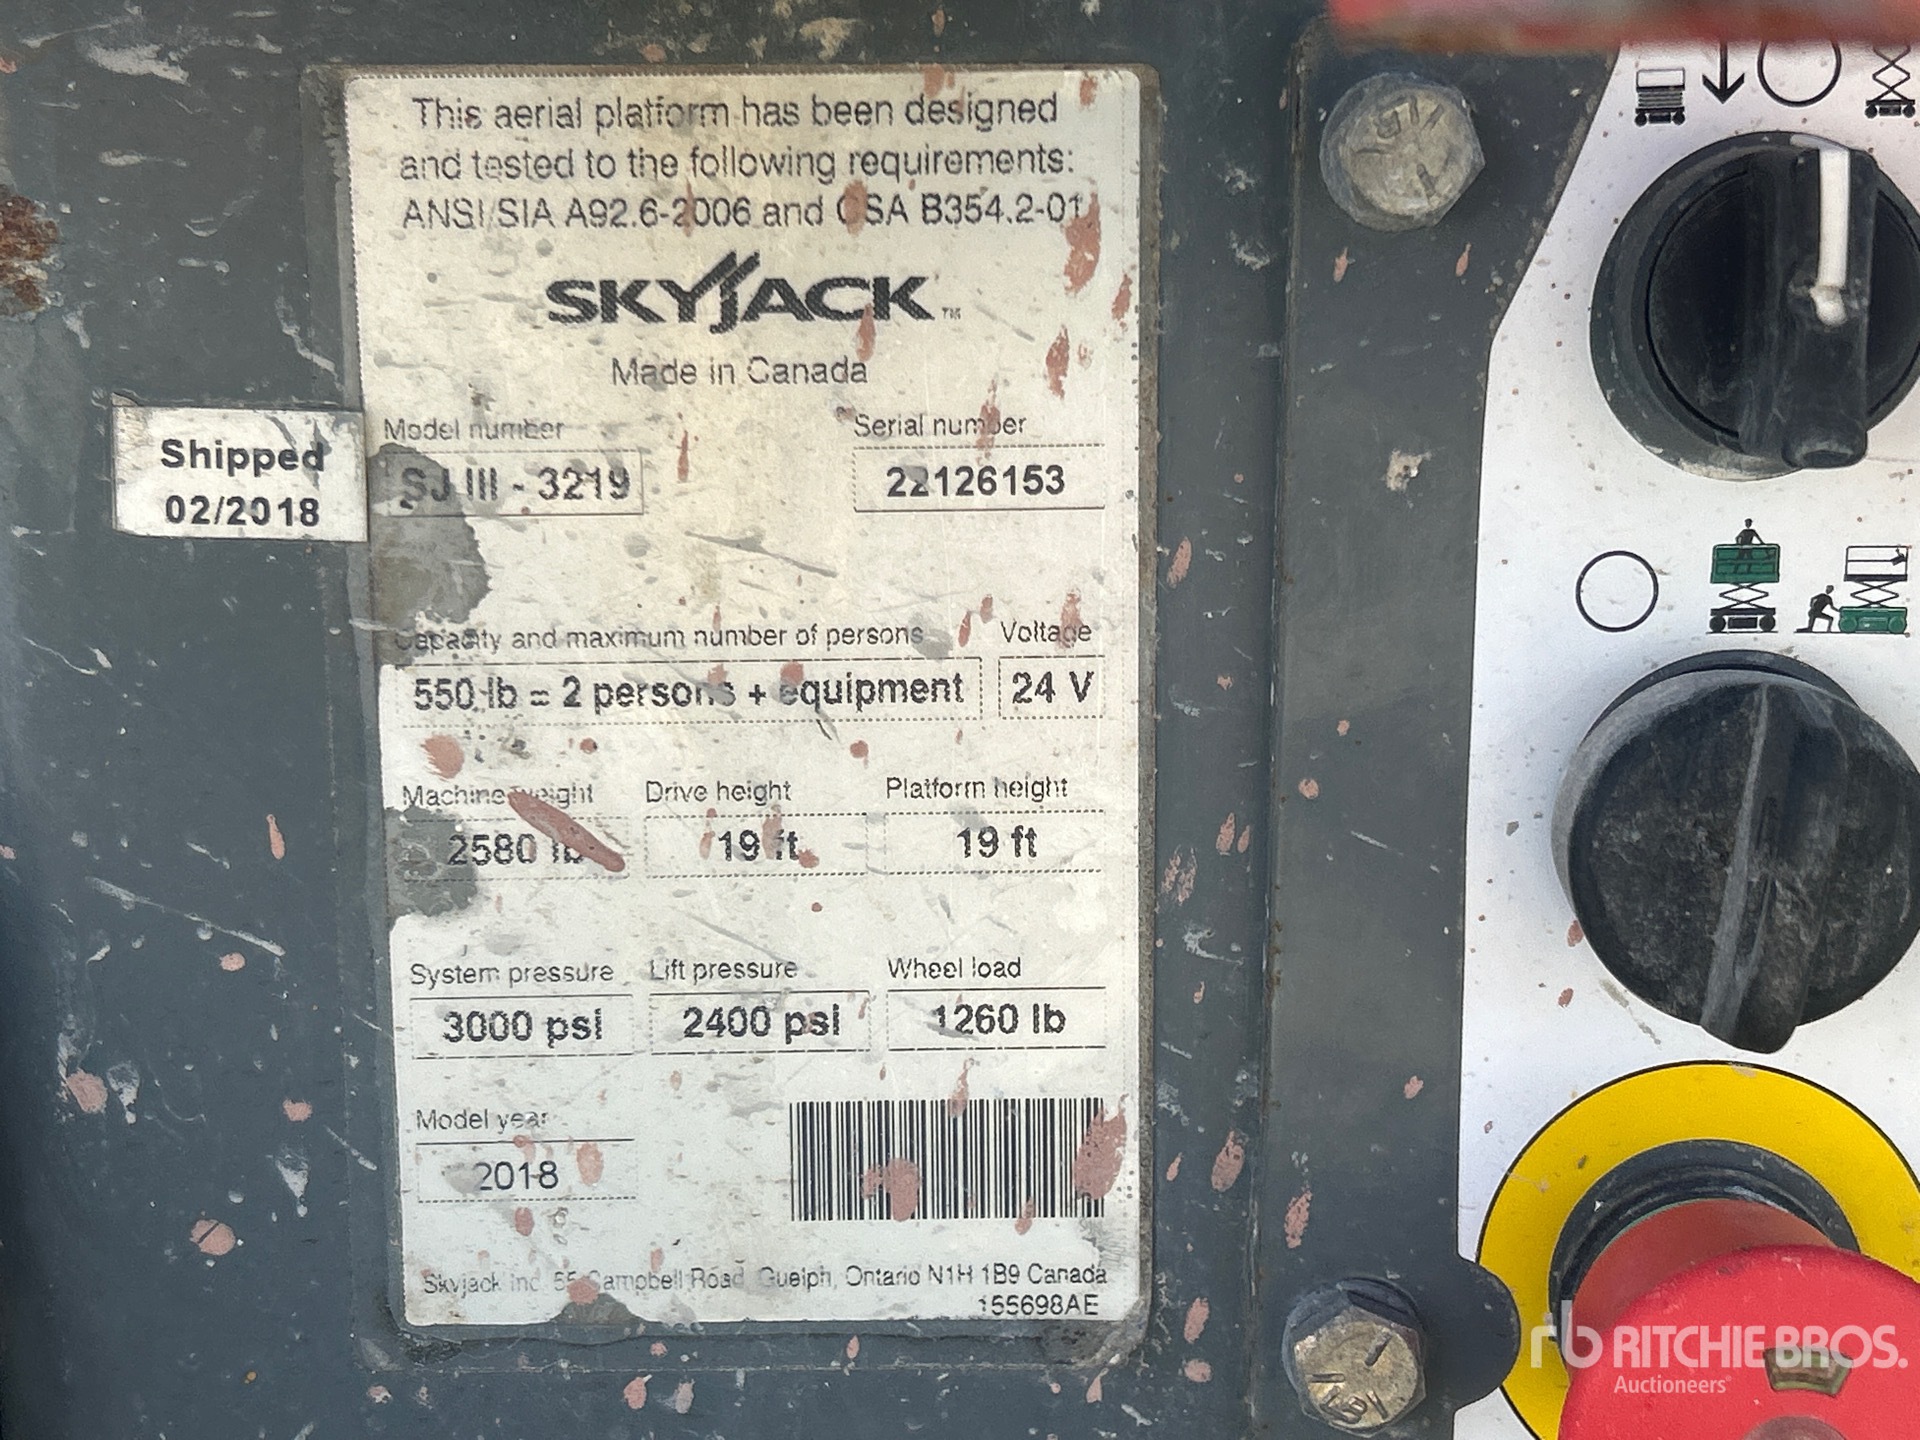 This aerial platform has been designed
and tested to the following requirements:
ANSI/SIA A92.6-2006 and CSA B354.2-01
SKYJACK™
Made in Canada
Shipped
02/2018
Model number
SJ III - 3219
Serial number
22126153
Capacity and maximum number of persons
550 lb = 2 persons + equipment
Voltage
24 V
Machine weight
2580 lb
Drive height
19 ft
Platform height
19 ft
System pressure
3000 psi
Lift pressure
2400 psi
Wheel load
1260 lb
Model year
2018
Skyjack Inc. 55 Campbell Road, Guelph, Ontario N1H 1B9 Canada
155698AE
rb RITCHIE BROS.
Auctioneers